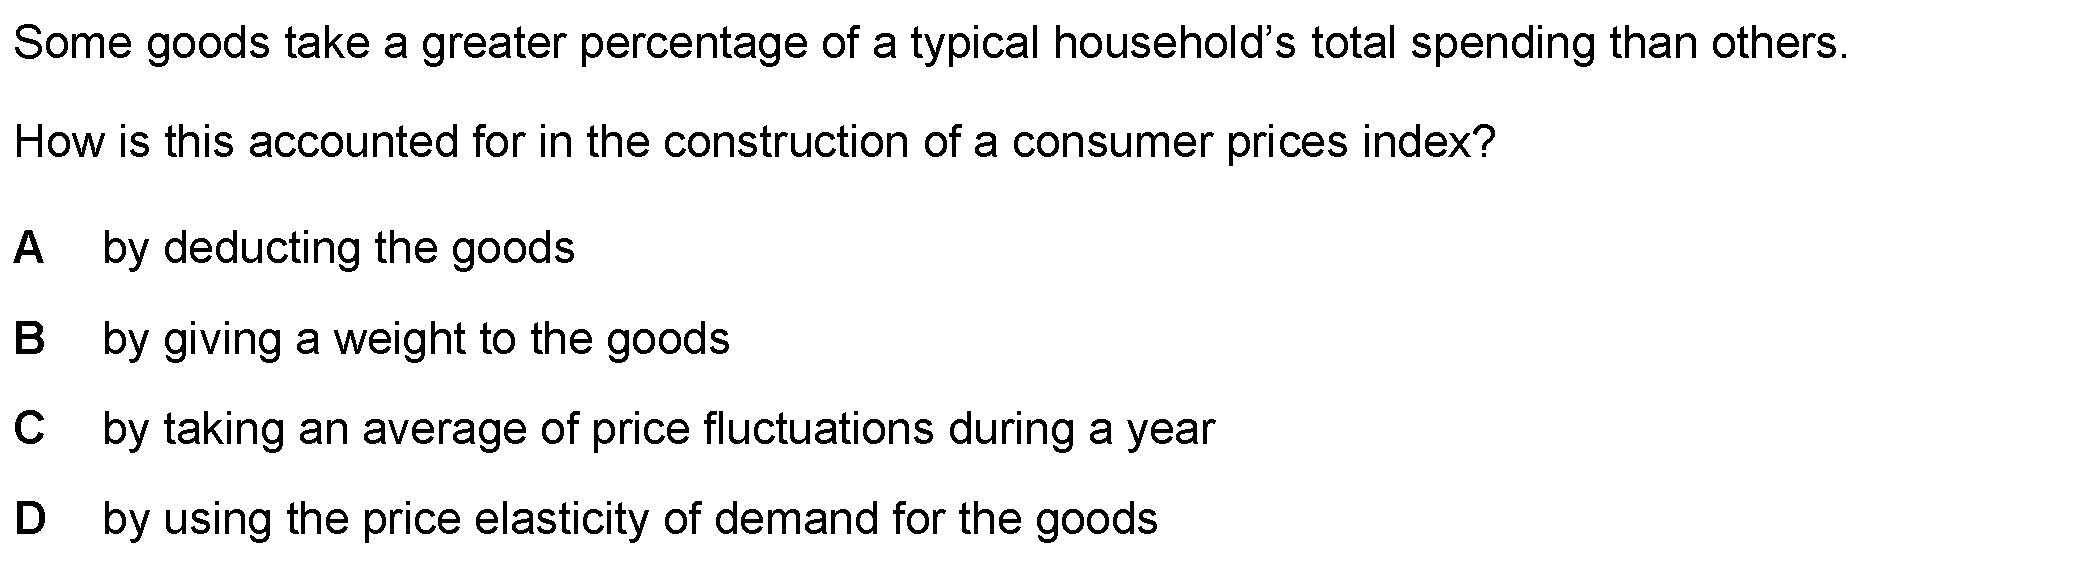 Some goods take a greater percentage of a typical household’s total spending than others.
How is this accounted for in the construction of a consumer prices index?
A by deducting the goods
B by giving a weight to the goods
C by taking an average of price fluctuations during a year
D by using the price elasticity of demand for the goods